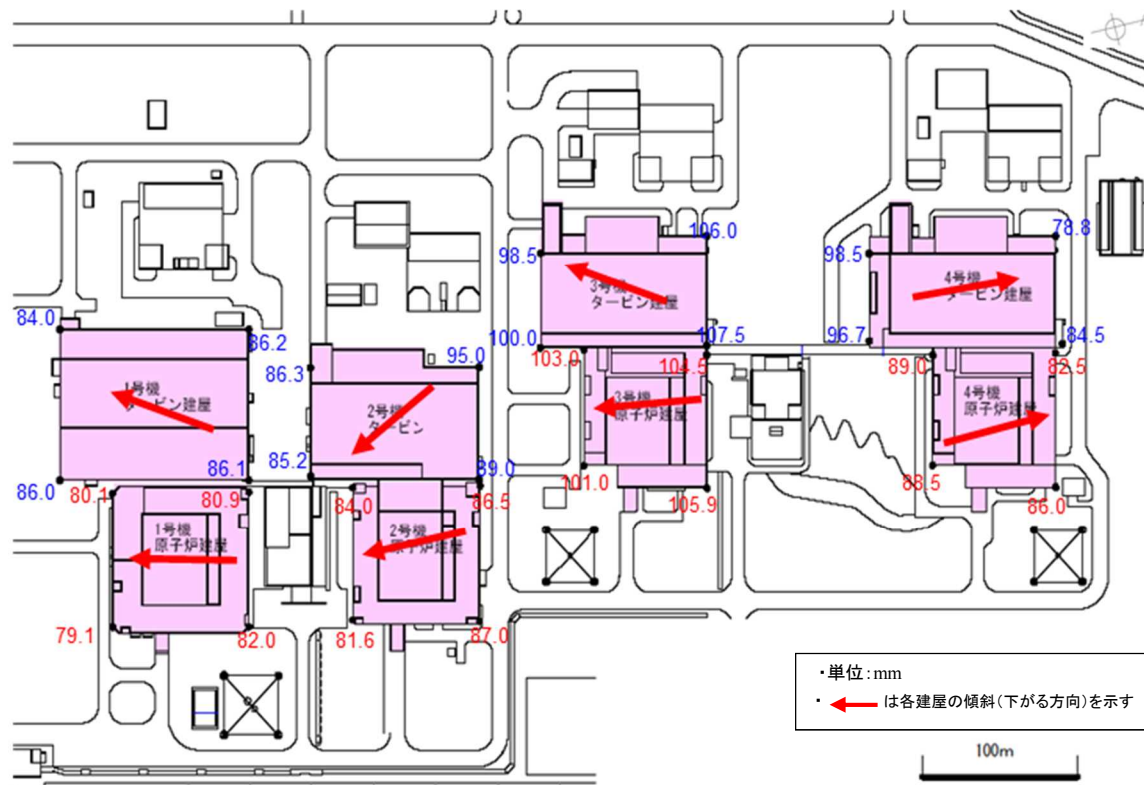 106.0
78.8
98.5
98.5
3号機
タービン建屋
4号機
タービン建屋
84.0
86.2
100.0
107.5
96.7
84.5
103.0
104.5
89.0
82.5
86.3
95.0
1号機
タービン建屋
2号機
タービン
3号機
原子炉建屋
4号機
原子炉建屋
86.0
86.1
85.2
89.0
101.0
105.9
88.5
86.0
80.1
80.9
84.0
86.5
1号機
原子炉建屋
2号機
原子炉建屋
79.1
82.0
81.6
87.0
・単位:mm
・ は各建屋の傾斜(下がる方向)を示す
100m